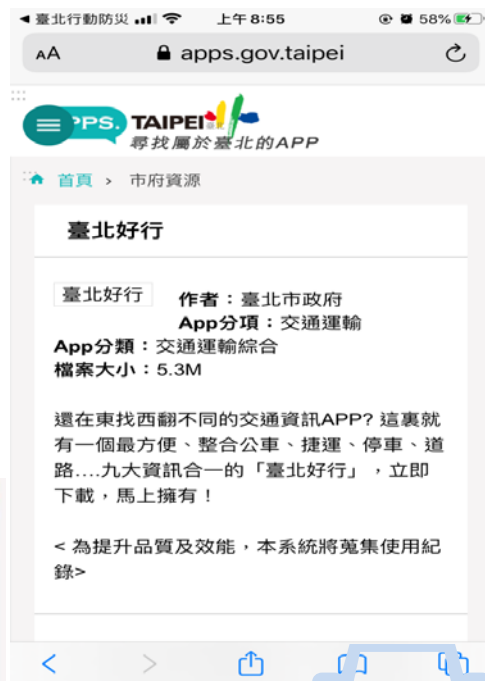 ◀ 臺北行動防災 上午 8:55 58%
AA apps.gov.taipei
APPS. TAIPEI
尋找屬於臺北的APP
首頁 › 市府資源
臺北好行
臺北好行
作者：臺北市政府
App分項：交通運輸
App分類：交通運輸綜合
檔案大小：5.3M
還在東找西翻不同的交通資訊APP? 這裏就
有一個最方便、整合公車、捷運、停車、道
路....九大資訊合一的「臺北好行」，立即
下載，馬上擁有！
< 為提升品質及效能，本系統將蒐集使用紀
錄>